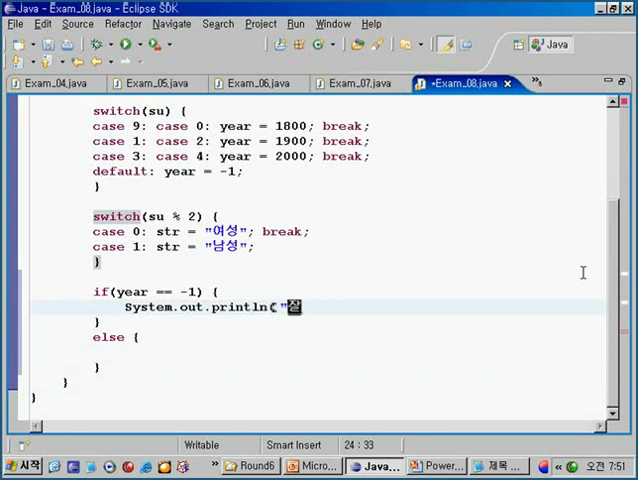 Java - Exam_08.java - Eclipse SDK
File Edit Source Refactor Navigate Search Project Run Window Help
Java
Exam_04.java Exam_05.java Exam_06.java Exam_07.java *Exam_08.java
switch(su) {
case 9: case 0: year = 1800; break;
case 1: case 2: year = 1900; break;
case 3: case 4: year = 2000; break;
default: year = -1;
}
switch(su % 2) {
case 0: str = "여성"; break;
case 1: str = "남성";
}
if(year == -1) {
System.out.println("잘
}
else {
}
}
}
Writable Smart Insert 24 : 33
시작 Round6 Micro... Java... Power... 제목 ... 오전 7:51